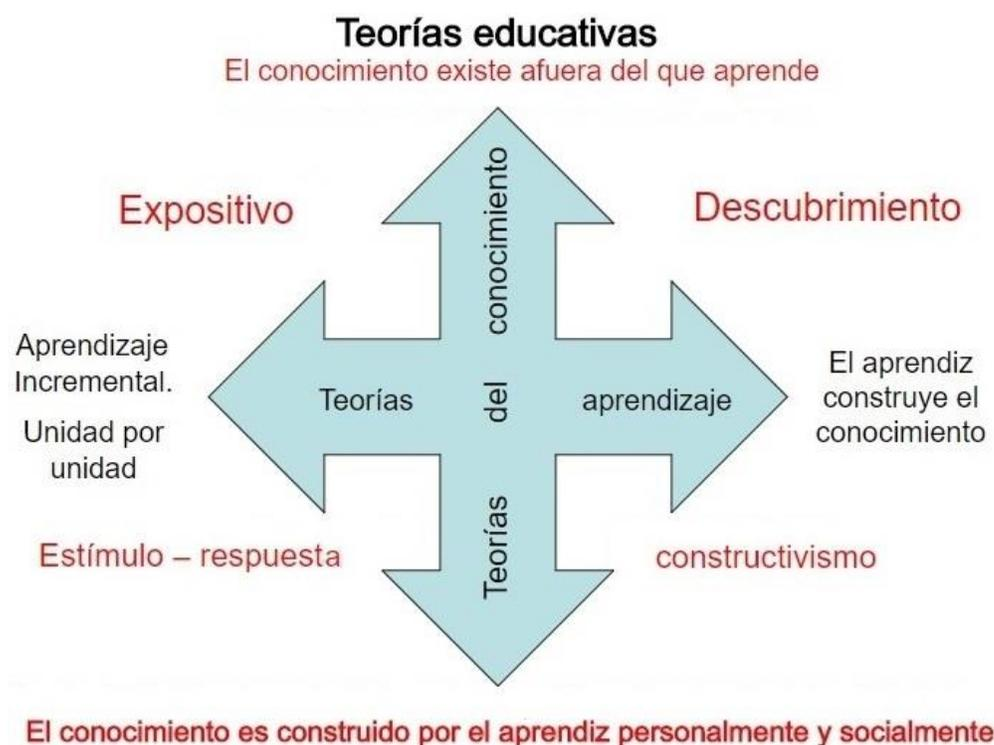 Teorías educativas
El conocimiento existe afuera del que aprende
Expositivo
Descubrimiento
Teorías del conocimiento
Aprendizaje
Incremental.
Unidad por
unidad
Teorías del aprendizaje
El aprendiz
construye el
conocimiento
Estímulo – respuesta
constructivismo
El conocimiento es construido por el aprendiz personalmente y socialmente